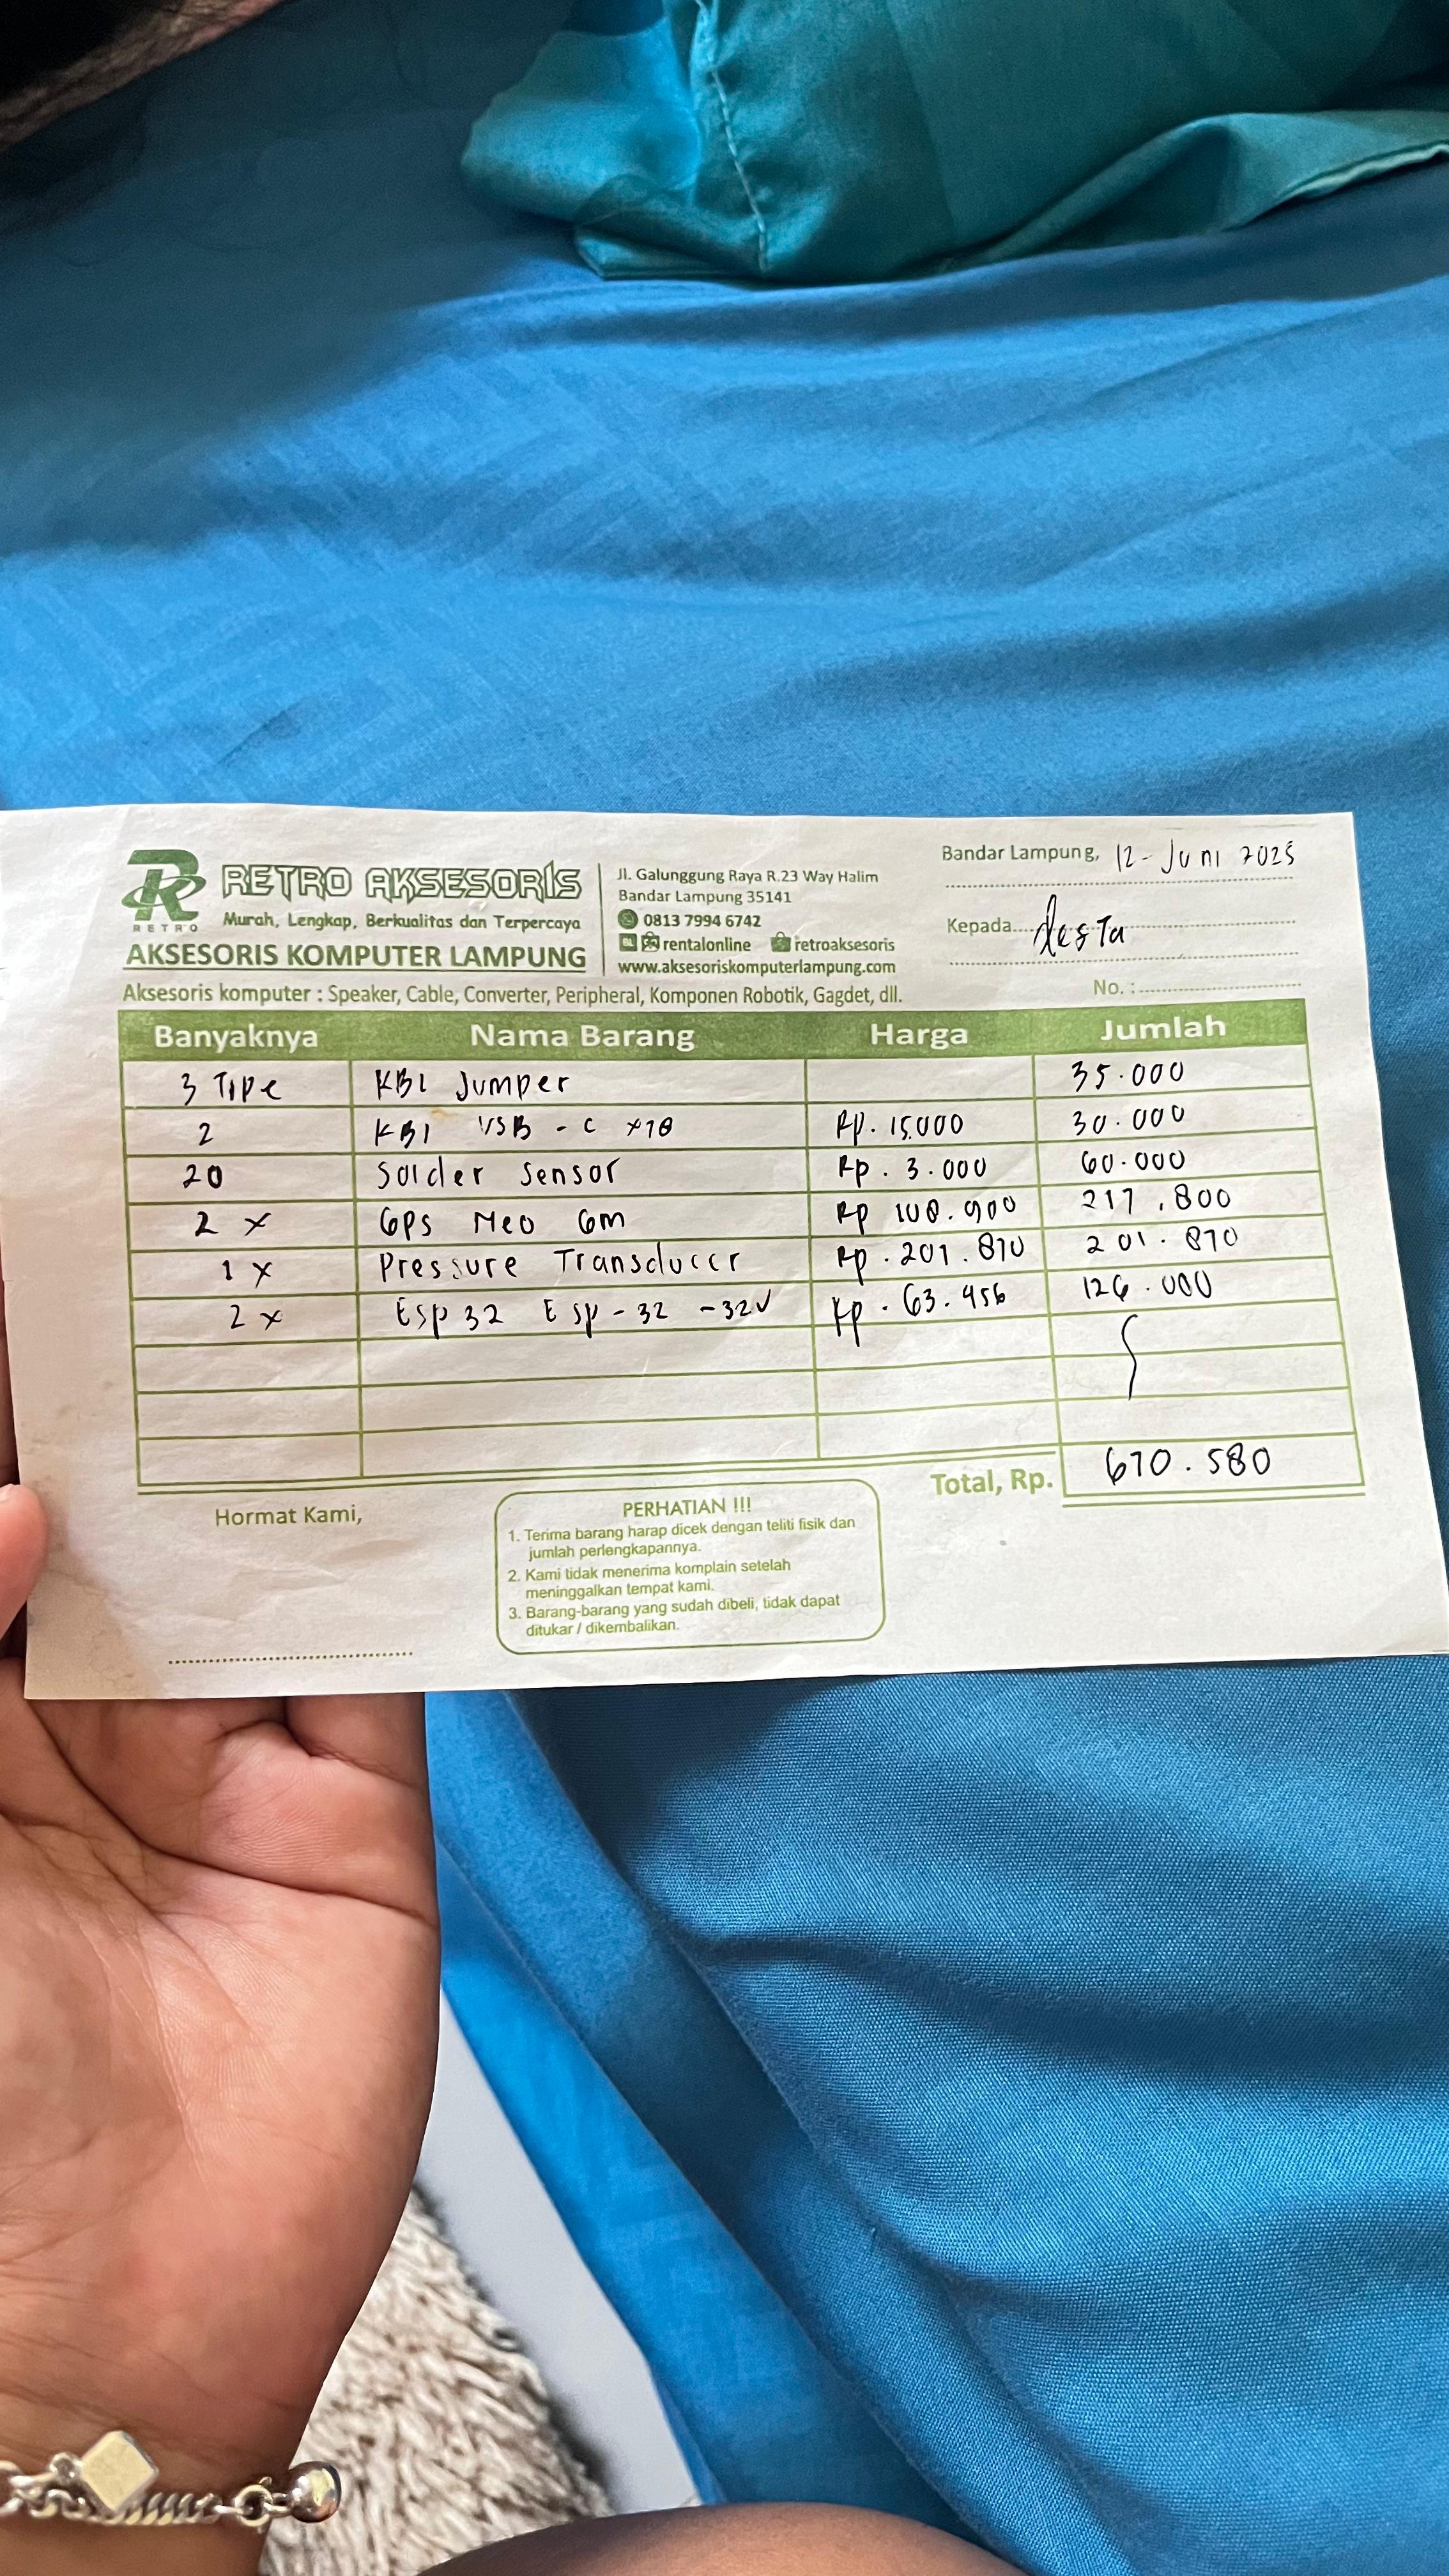 RETRO
RETRO AKSESORIS
Murah, Lengkap, Berkualitas dan Terpercaya
AKSESORIS KOMPUTER LAMPUNG
Jl. Galunggung Raya R.23 Way Halim
Bandar Lampung 35141
0813 7994 6742
rentalonline retroaksesoris
www.aksesoriskomputerlampung.com
Bandar Lampung, 12 - Juni 2025
Kepada desta
No. :
Aksesoris komputer : Speaker, Cable, Converter, Peripheral, Komponen Robotik, Gagdet, dll.
Banyaknya Nama Barang Harga Jumlah
3 Tipe KBL Jumper 35.000
2 KBl USB - C Rp. 15.000 30.000
20 Solder Sensor Rp. 3.000 60.000
2 x Gps Neo 6m Rp 108.900 217.800
1 x Pressure Transducer Rp. 201.870 201.870
2 x Esp 32 Esp - 32 - 32U Rp. 63.456 126.000
Total, Rp. 670.580
Hormat Kami,
PERHATIAN !!!
1. Terima barang harap dicek dengan teliti fisik dan
jumlah perlengkapannya.
2. Kami tidak menerima komplain setelah
meninggalkan tempat kami.
3. Barang-barang yang sudah dibeli, tidak dapat
ditukar / dikembalikan.